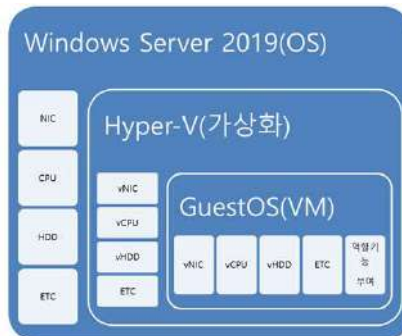 Windows Server 2019(OS)
NIC
CPU
HDD
ETC
Hyper-V(가상화)
vNIC
vCPU
vHDD
ETC
GuestOS(VM)
vNIC
vCPU
vHDD
ETC
역할기
능
부여